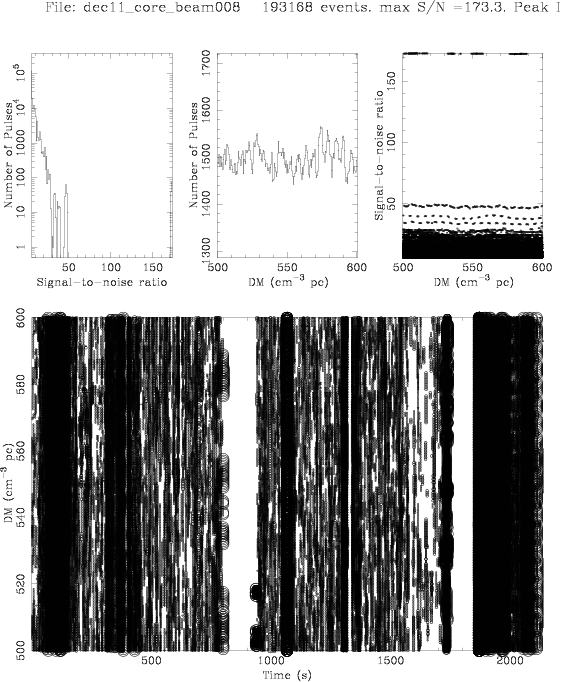 File: dec11_core_beam008 193168 events. max S/N =173.3. Peak
Number of Pulses
1 10 100 1000 10⁴ 10⁵
50 100 150
Signal-to-noise ratio
Number of Pulses
1300 1400 1500 1600 1700
500 550 600
DM (cm⁻³ pc)
Signal-to-noise ratio
50 100 150
500 550 600
DM (cm⁻³ pc)
DM (cm⁻³ pc)
500 520 540 560 580 600
500 1000 1500 2000
Time (s)